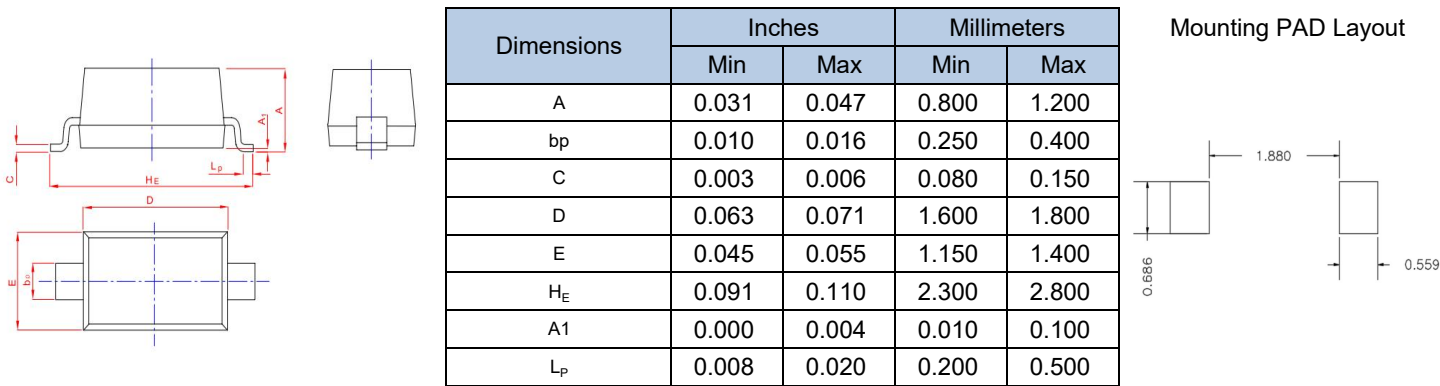 A
A1
C
Lp
HE
D
E
bp
Dimensions Inches Millimeters
Min Max Min Max
A 0.031 0.047 0.800 1.200
bp 0.010 0.016 0.250 0.400
C 0.003 0.006 0.080 0.150
D 0.063 0.071 1.600 1.800
E 0.045 0.055 1.150 1.400
HE 0.091 0.110 2.300 2.800
A1 0.000 0.004 0.010 0.100
LP 0.008 0.020 0.200 0.500
Mounting PAD Layout
1.880
0.686
0.559